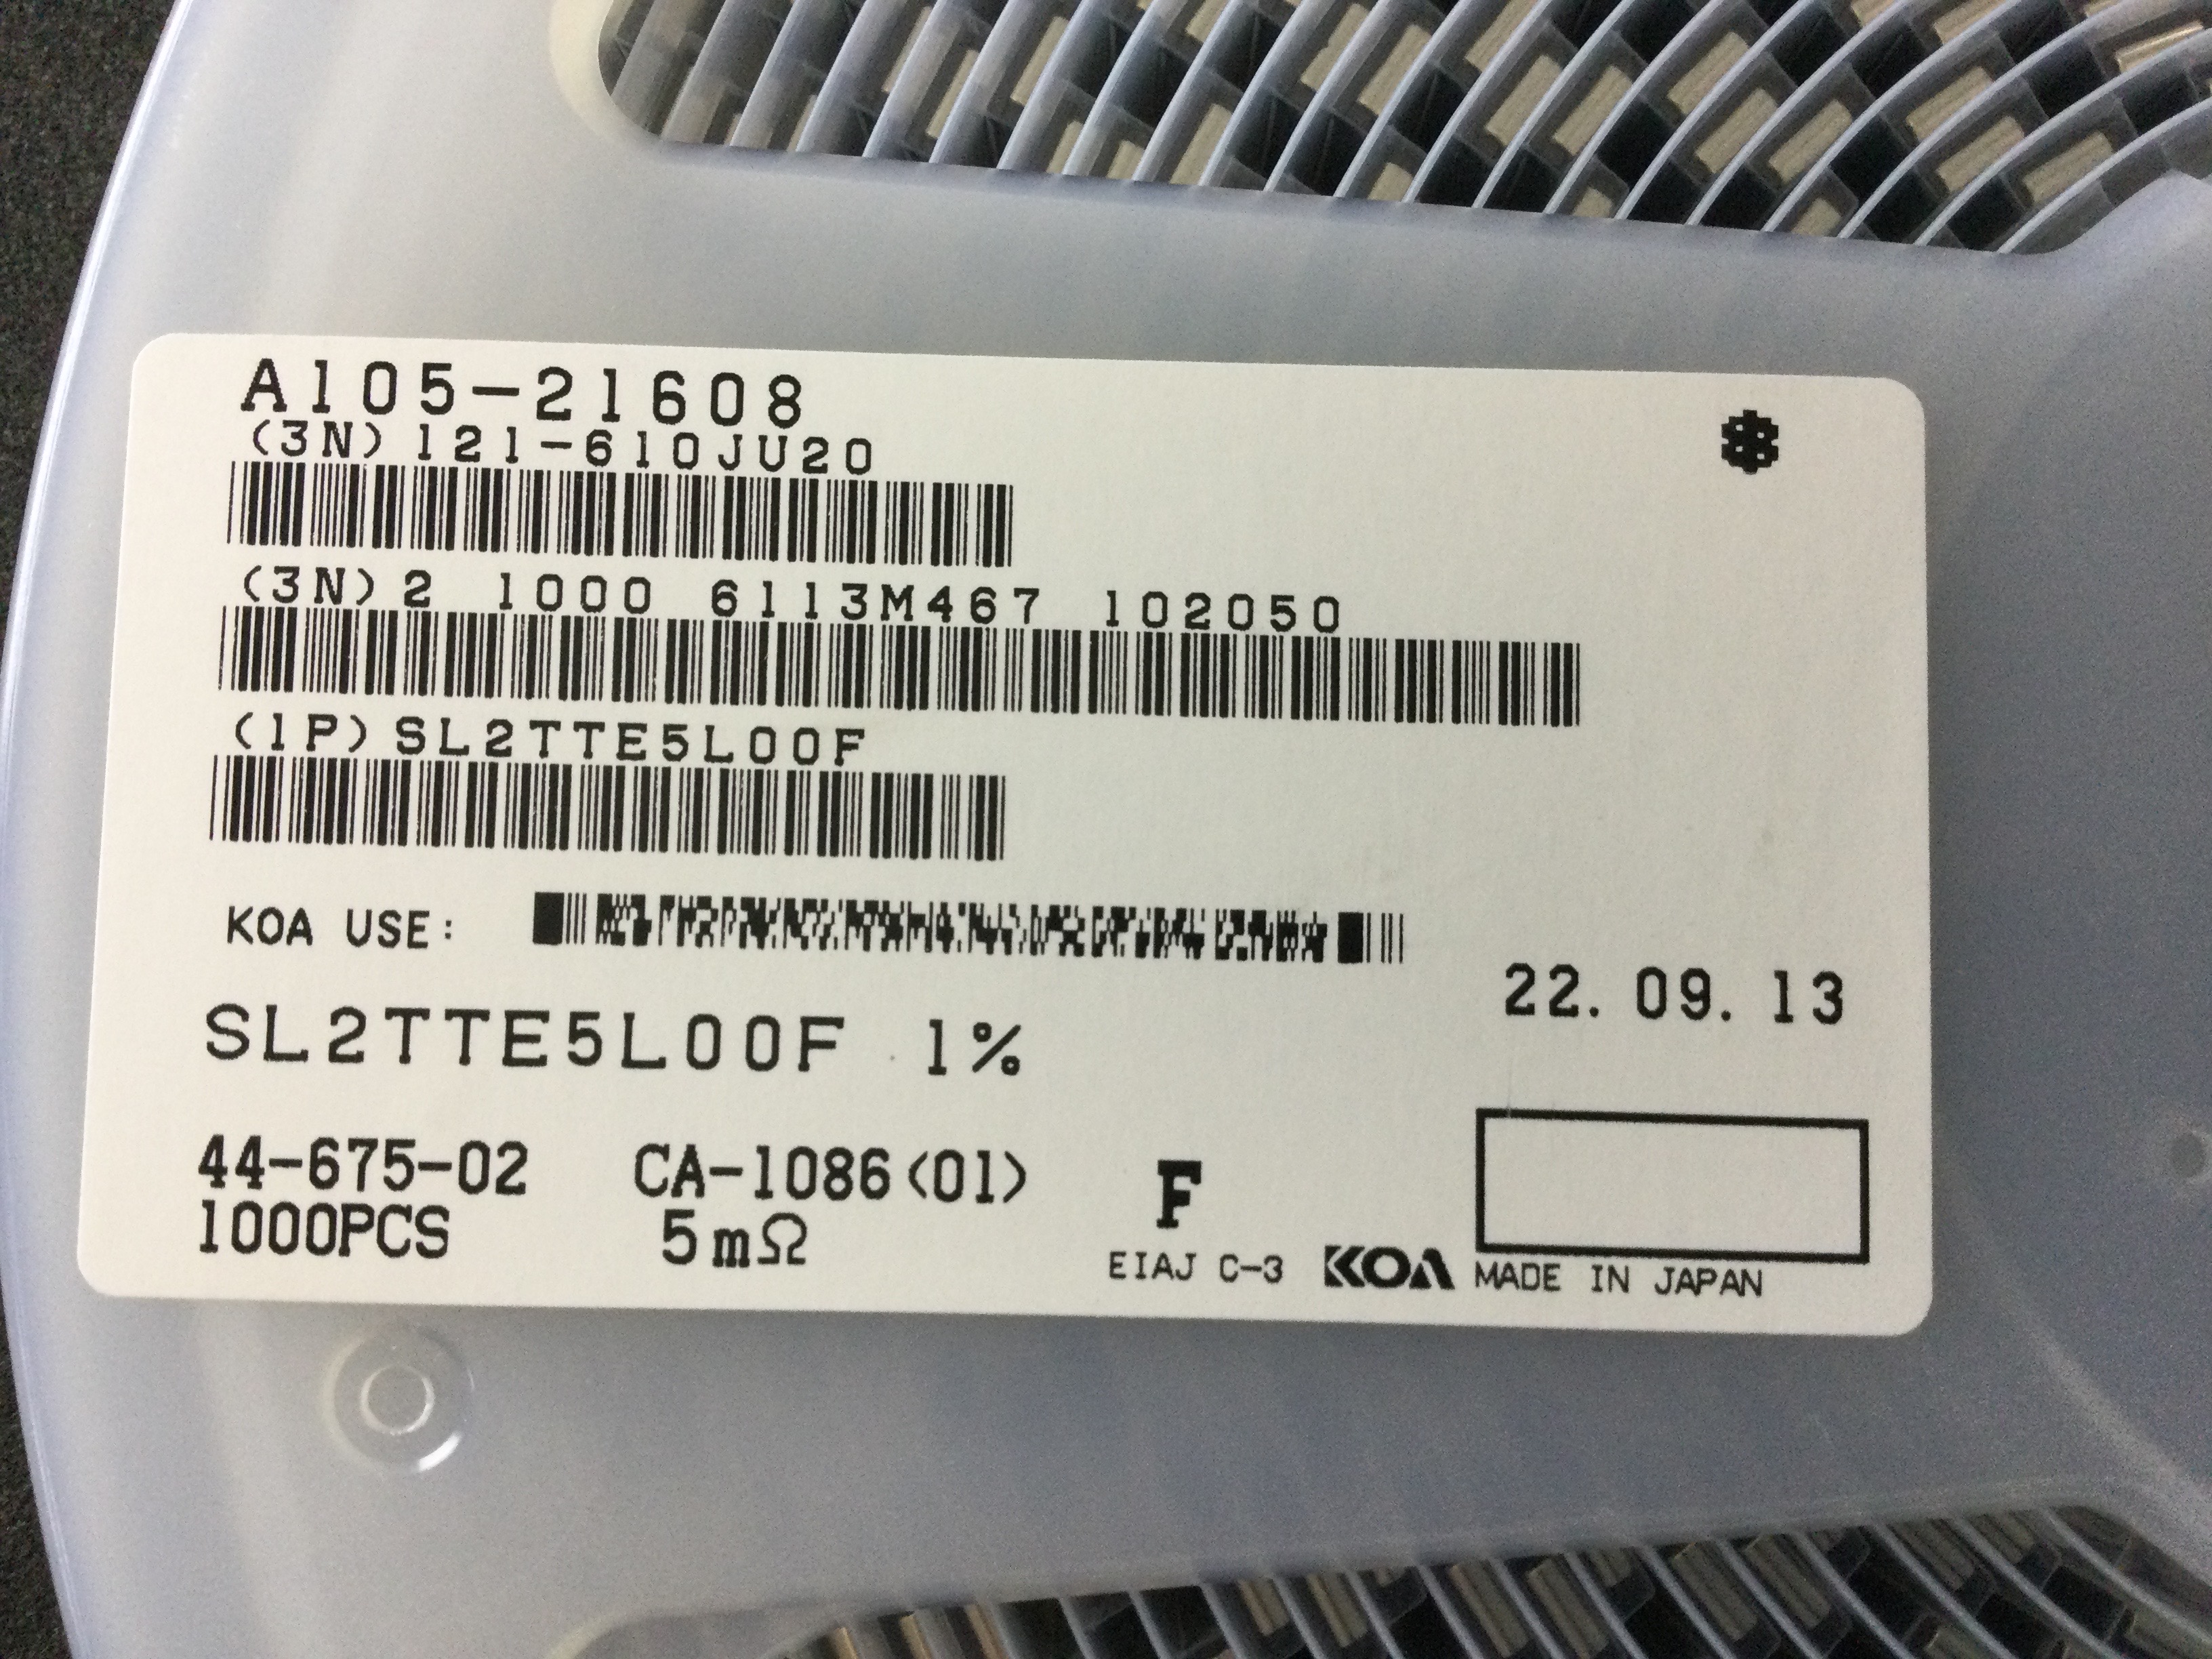 A105-21608
(3N)121-610JU20
(3N)2 1000 6113M467 102050
(1P)SL2TTE5L00F
KOA USE:
22.09.13
SL2TTE5L00F 1%
44-675-02 CA-1086(01)
1000PCS 5mΩ
F
EIAJ C-3 KOA MADE IN JAPAN